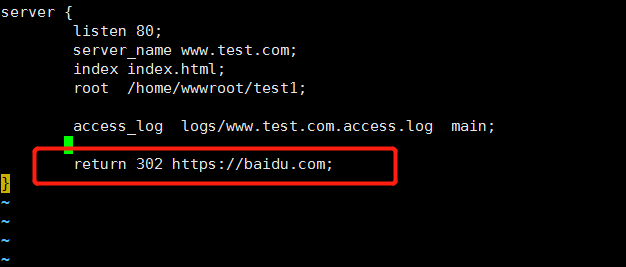 server {
listen 80;
server_name www.test.com;
index index.html;
root  /home/wwwroot/test1;
access_log  logs/www.test.com.access.log  main;
return 302 https://baidu.com;
}
~
~
~
~